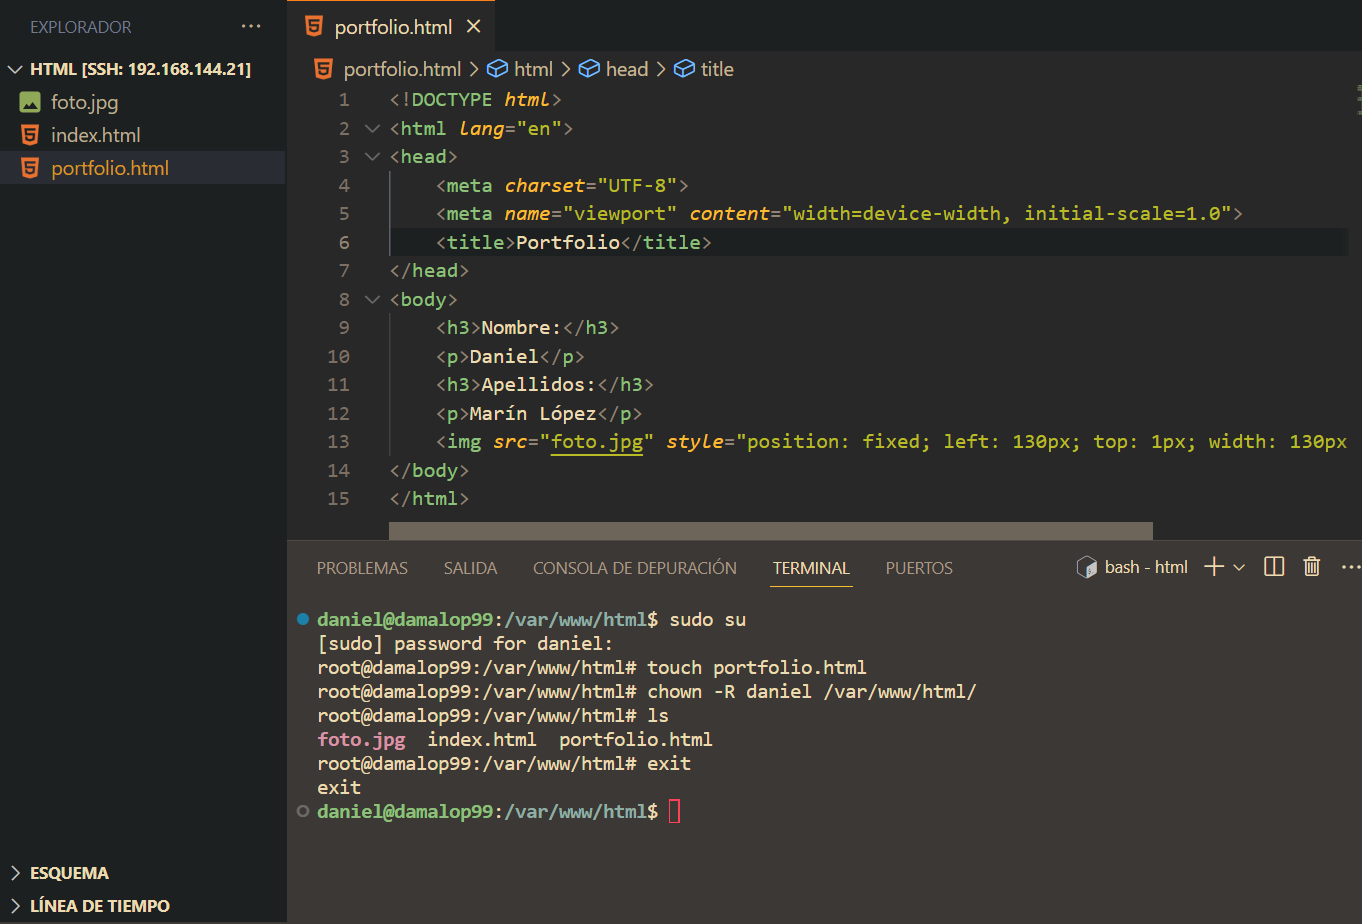 EXPLORADOR ...
HTML [SSH: 192.168.144.21]
foto.jpg
index.html
portfolio.html
ESQUEMA
LÍNEA DE TIEMPO
portfolio.html
portfolio.html > html > head > title
1 <!DOCTYPE html>
2 <html lang="en">
3 <head>
4 <meta charset="UTF-8">
5 <meta name="viewport" content="width=device-width, initial-scale=1.0">
6 <title>Portfolio</title>
7 </head>
8 <body>
9 <h3>Nombre:</h3>
10 <p>Daniel</p>
11 <h3>Apellidos:</h3>
12 <p>Marín López</p>
13 <img src="foto.jpg" style="position: fixed; left: 130px; top: 1px; width: 130px
14 </body>
15 </html>
PROBLEMAS SALIDA CONSOLA DE DEPURACIÓN TERMINAL PUERTOS bash - html
daniel@damalop99:/var/www/html$ sudo su
[sudo] password for daniel:
root@damalop99:/var/www/html# touch portfolio.html
root@damalop99:/var/www/html# chown -R daniel /var/www/html/
root@damalop99:/var/www/html# ls
foto.jpg index.html portfolio.html
root@damalop99:/var/www/html# exit
exit
daniel@damalop99:/var/www/html$